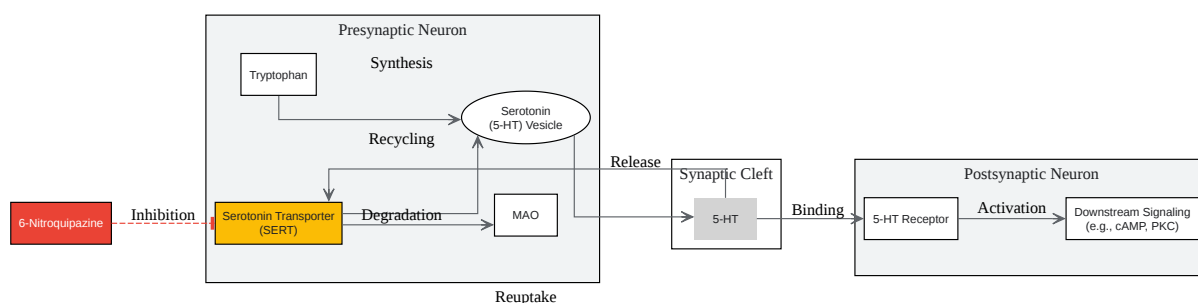 Presynaptic Neuron
Synthesis
Tryptophan
Serotonin
(5-HT) Vesicle
Recycling
Release
Synaptic Cleft
Postsynaptic Neuron
6-Nitroquipazine
Inhibition
Serotonin Transporter
(SERT)
Degradation
MAO
5-HT
Binding
5-HT Receptor
Activation
Downstream Signaling
(e.g., cAMP, PKC)
Reuptake